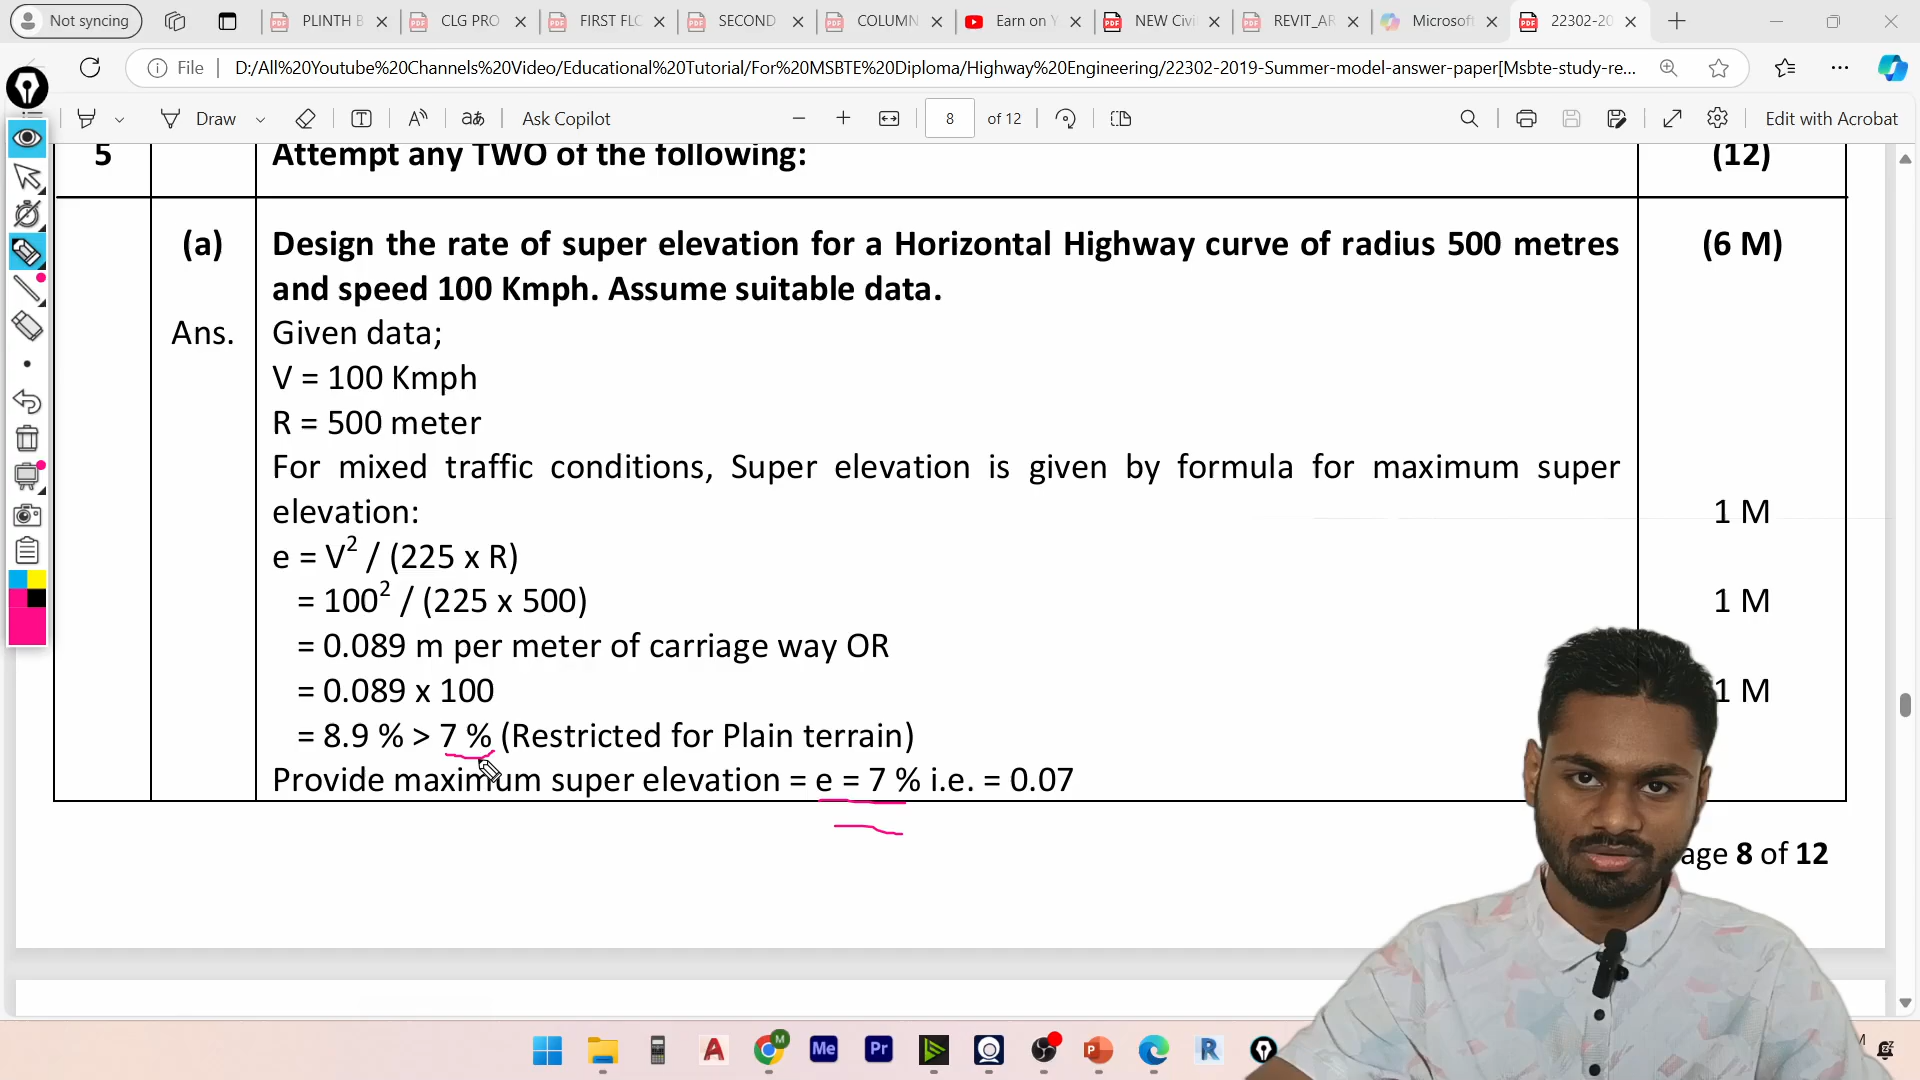 Not syncing
PLINTH B
CLG PRO
FIRST FLO
SECOND
COLUMN
Earn on Y
NEW Civi
REVIT_AR
Microsoft
22302-20
File
D:/All%20Youtube%20Channels%20Video/Educational%20Tutorial/For%20MSBTE%20Diploma/Highway%20Engineering/22302-2019-Summer-model-answer-paper[Msbte-study-re...
Draw
aあ
Ask Copilot
8
of 12
Edit with Acrobat
5
Attempt any TWO of the following:
(12)
(a)
Design the rate of super elevation for a Horizontal Highway curve of radius 500 metres
(6 M)
and speed 100 Kmph. Assume suitable data.
Ans.
Given data;
V = 100 Kmph
R = 500 meter
For mixed traffic conditions, Super elevation is given by formula for maximum super
elevation:
1 M
e = V² / (225 x R)
= 100² / (225 x 500)
1 M
= 0.089 m per meter of carriage way OR
= 0.089 x 100
1 M
= 8.9 % > 7 % (Restricted for Plain terrain)
Provide maximum super elevation = e = 7 % i.e. = 0.07
age 8 of 12
Me
Pr